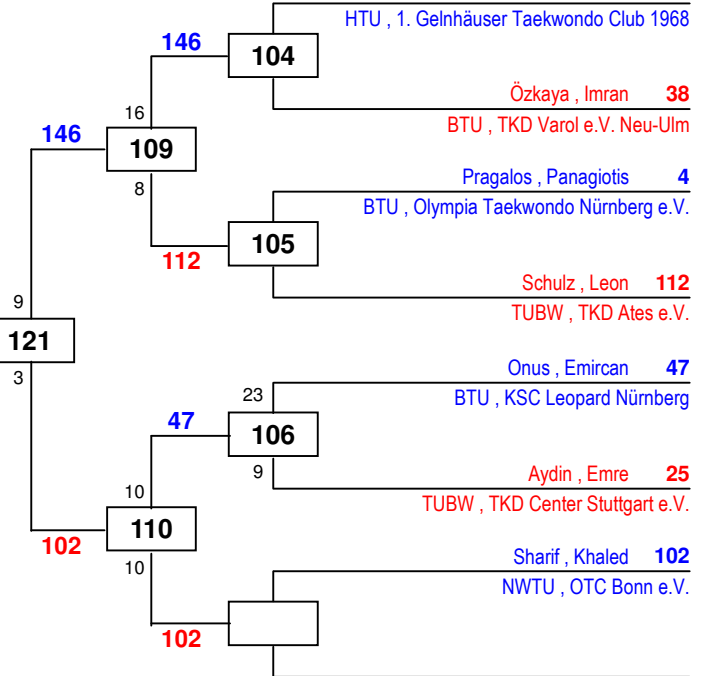 HTU , 1. Gelnhäuser Taekwondo Club 1968
146
104
Özkaya , Imran 38
BTU , TKD Varol e.V. Neu-Ulm
16
146
109
8
Pragalos , Panagiotis 4
BTU , Olympia Taekwondo Nürnberg e.V.
105
112
Schulz , Leon 112
TUBW , TKD Ates e.V.
9
121
3
Onus , Emircan 47
BTU , KSC Leopard Nürnberg
23
47
106
9
Aydin , Emre 25
TUBW , TKD Center Stuttgart e.V.
10
110
102
10
Sharif , Khaled 102
NWTU , OTC Bonn e.V.
102